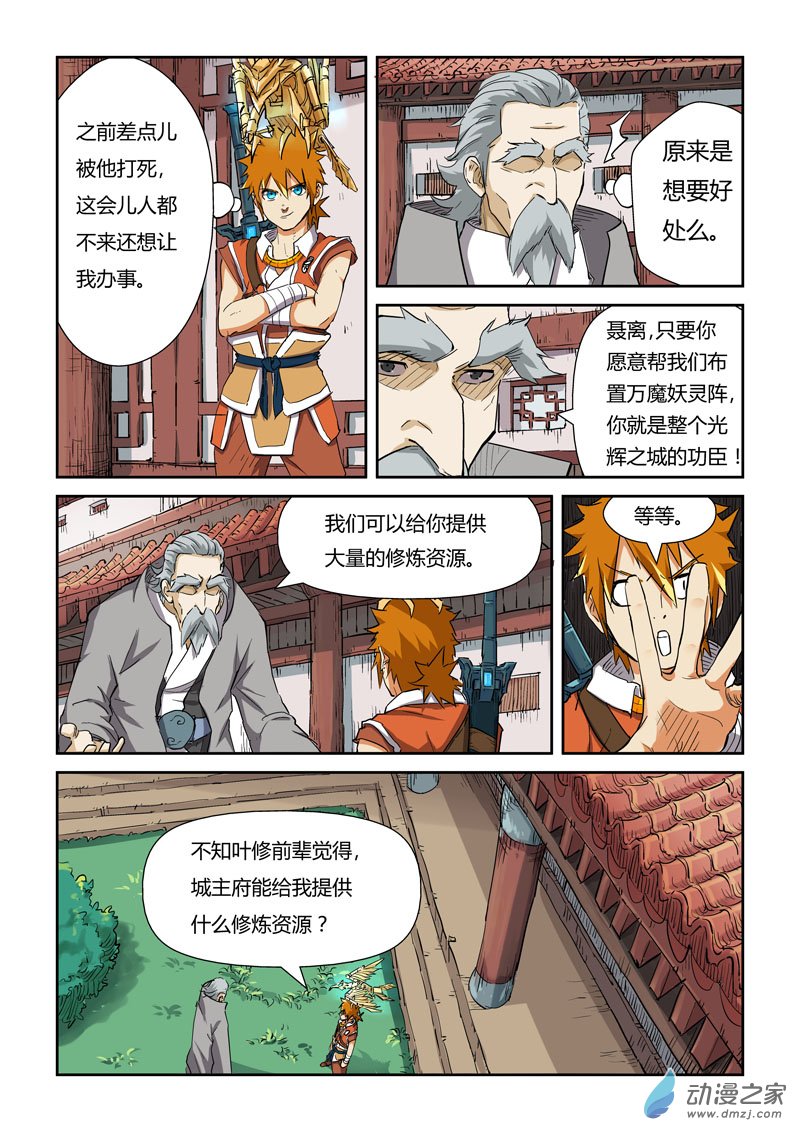 之前差点儿
被他打死，
这会儿人都
不来还想让
我办事。
原来是
想要好
处么。
聂离，只要你
愿意帮我们布
置万魔妖灵阵，
你就是整个光
辉之城的功臣！
我们可以给你提供
大量的修炼资源。
等等。
不知叶修前辈觉得，
城主府能给我提供
什么修炼资源？
动漫之家
www.dmzj.com